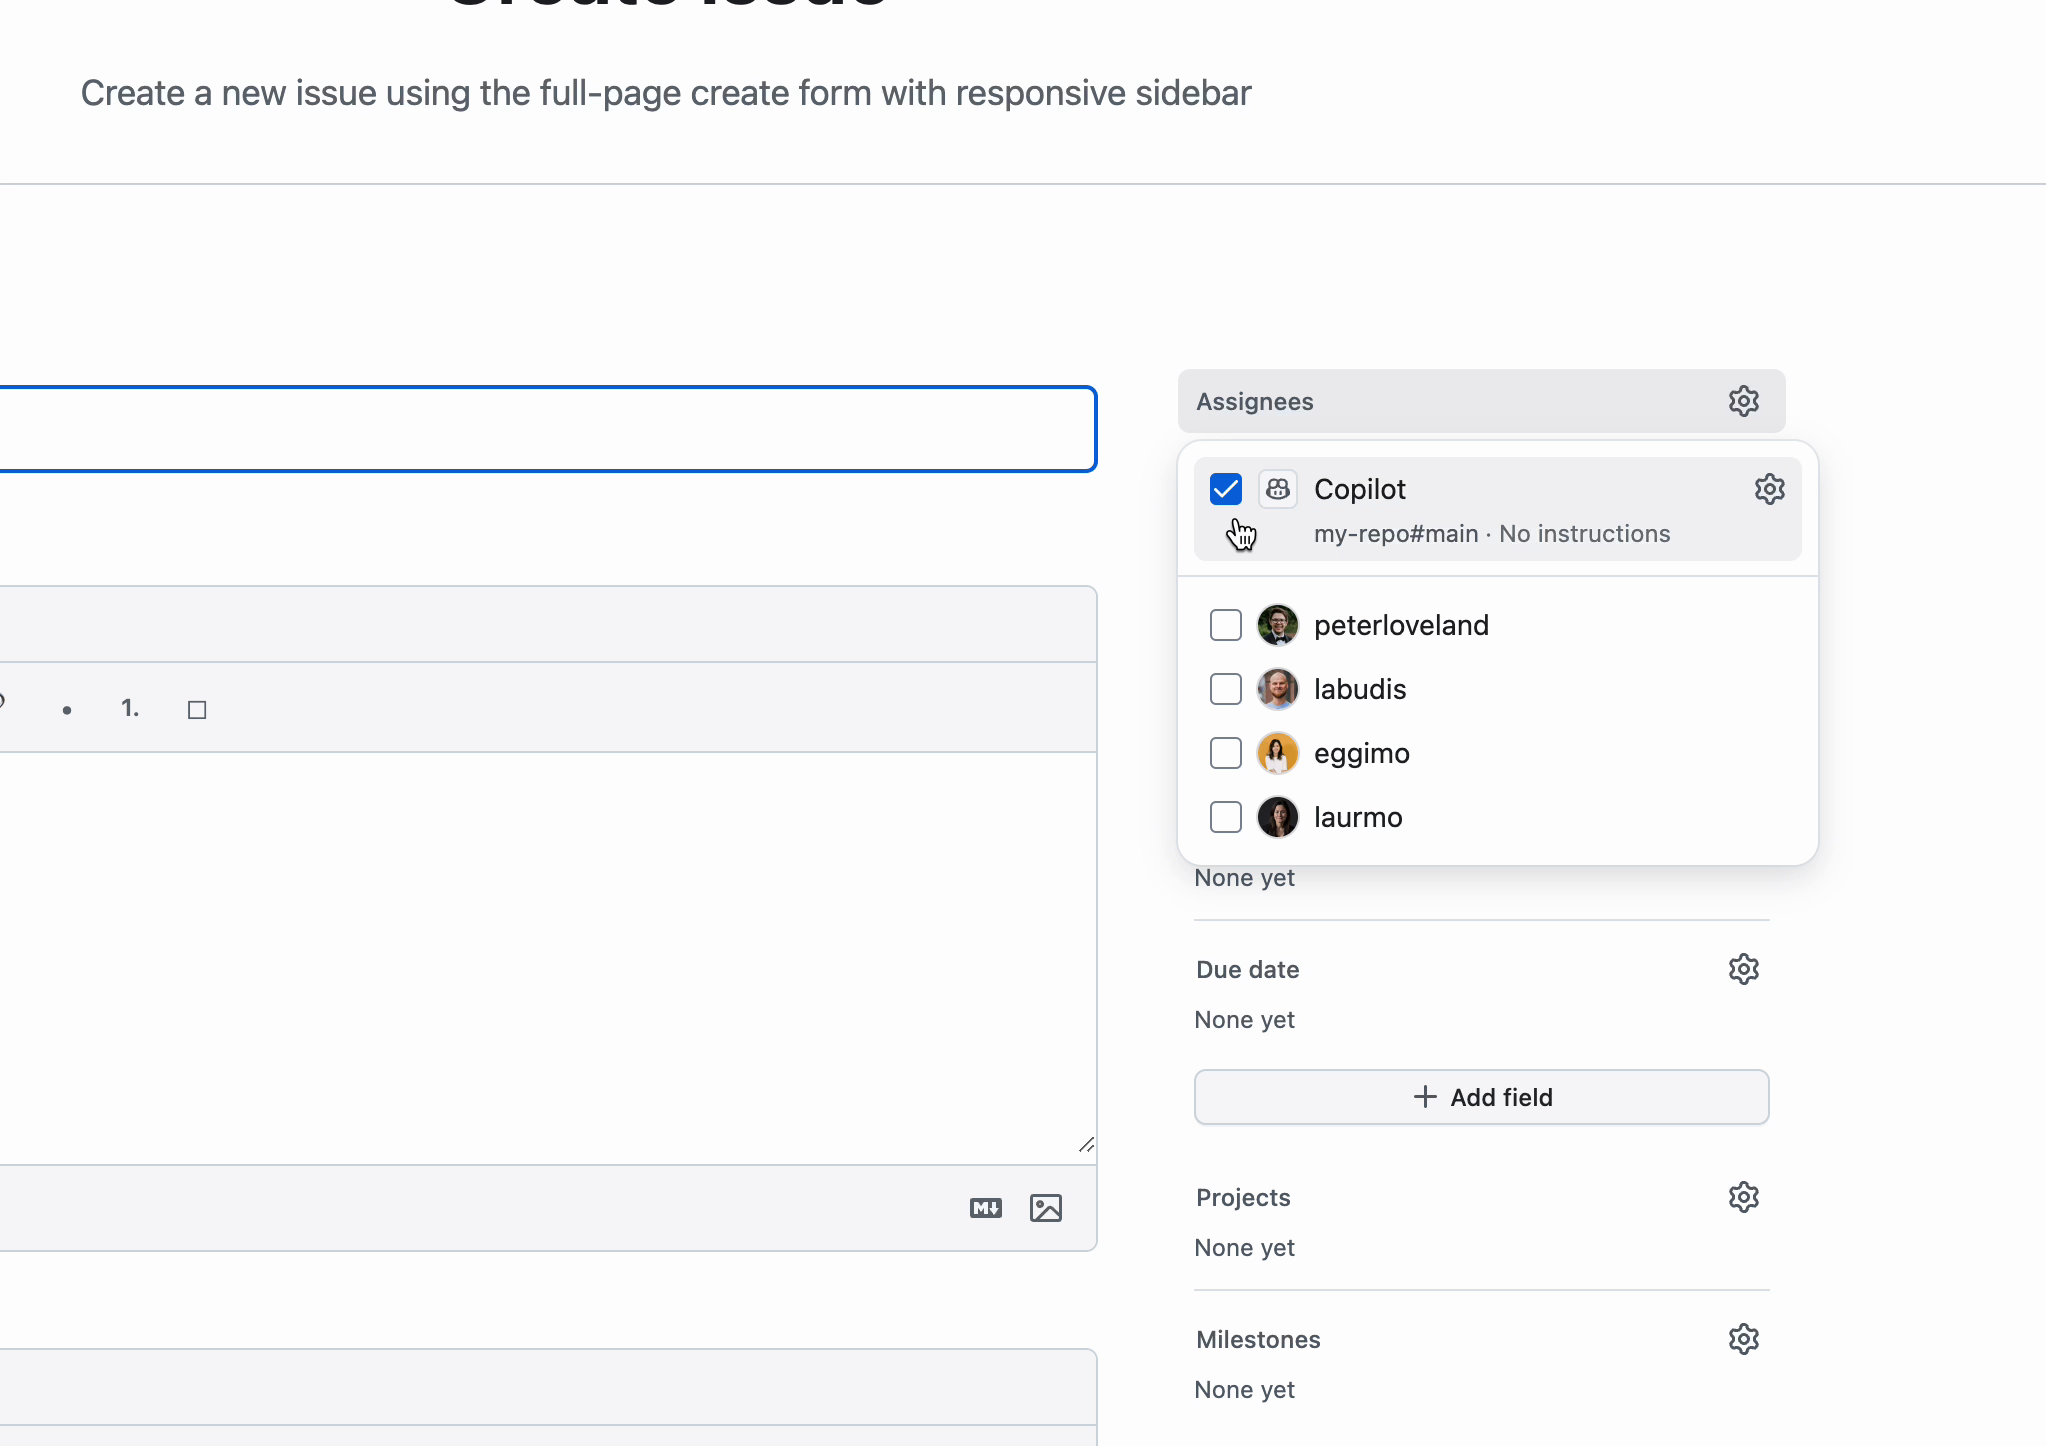 Create Issue
Create a new issue using the full-page create form with responsive sidebar
Assignees
Copilot
my-repo#main · No instructions
peterloveland
labudis
eggimo
laurmo
None yet
Due date
None yet
Add field
Projects
None yet
Milestones
None yet
1.
M